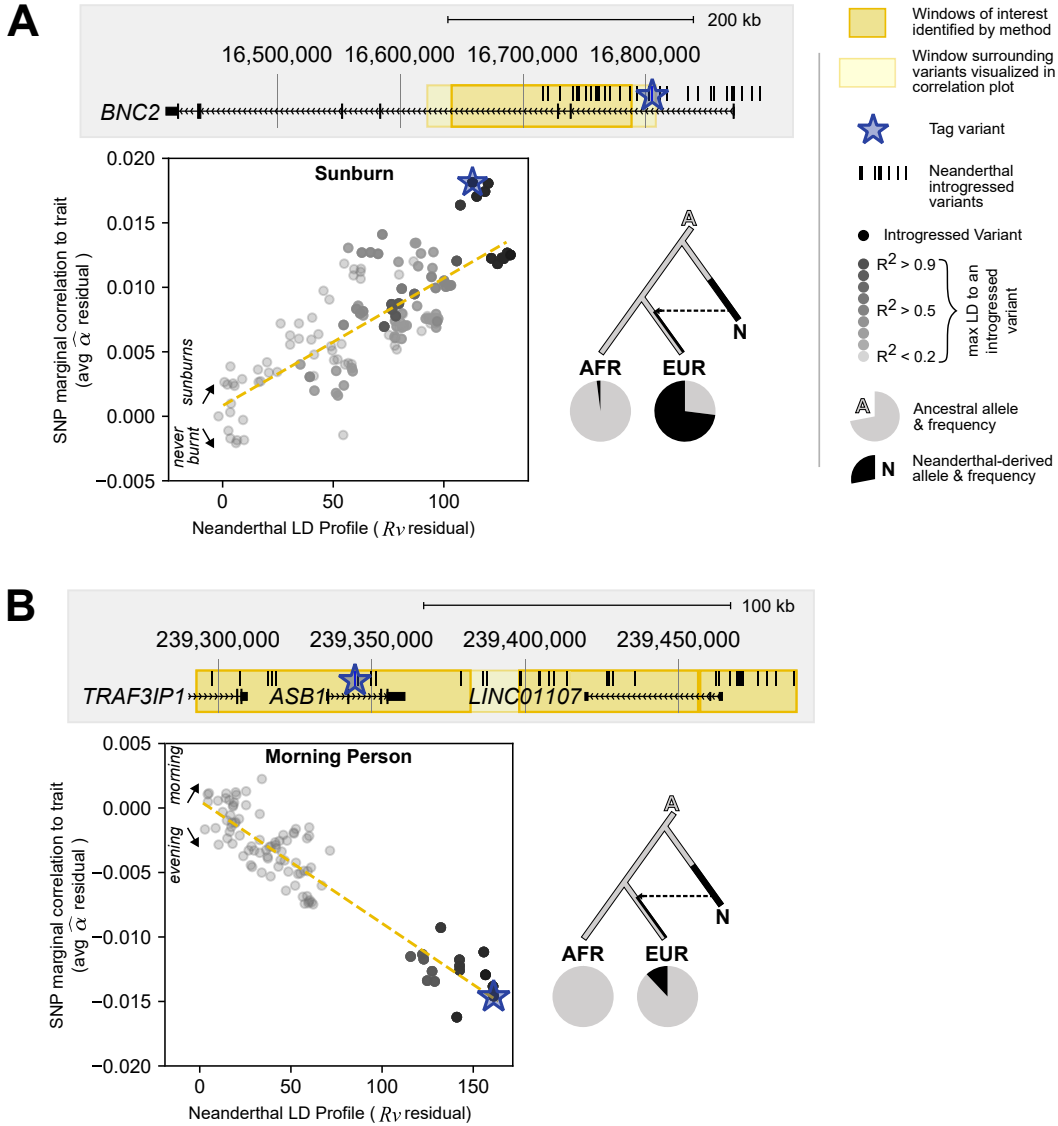 A
200 kb
16,500,000
16,600,000
16,700,000
16,800,000
BNC2
Sunburn
0.020
0.015
0.010
0.005
0.000
−0.005
SNP marginal correlation to trait
(avg α̂ residual )
sunburns
never
burnt
0
50
100
Neanderthal LD Profile ( Rv residual)
A
N
AFR
EUR
Windows of interest
identified by method
Window surrounding
variants visualized in
correlation plot
Tag variant
Neanderthal
introgressed
variants
Introgressed Variant
R² > 0.9
R² > 0.5
R² < 0.2
max LD to an
introgressed
variant
A
Ancestral allele
& frequency
N
Neanderthal-derived
allele & frequency
B
100 kb
239,300,000
239,350,000
239,400,000
239,450,000
TRAF3IP1
ASB1
LINC01107
Morning Person
0.005
0.000
−0.005
−0.010
−0.015
−0.020
SNP marginal correlation to trait
(avg α̂ residual )
morning
evening
0
50
100
150
Neanderthal LD Profile ( Rv residual)
A
N
AFR
EUR